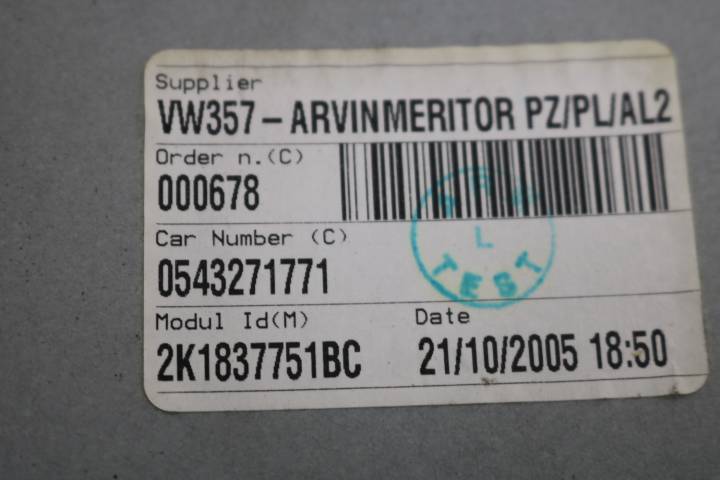 Supplier
VW357 – ARVINMERITOR PZ/PL/AL2
Order n.(C)
000678
Car Number (C)
0543271771
Modul Id(M)
2K1837751BC
Date
21/10/2005 18:50
L
TEST